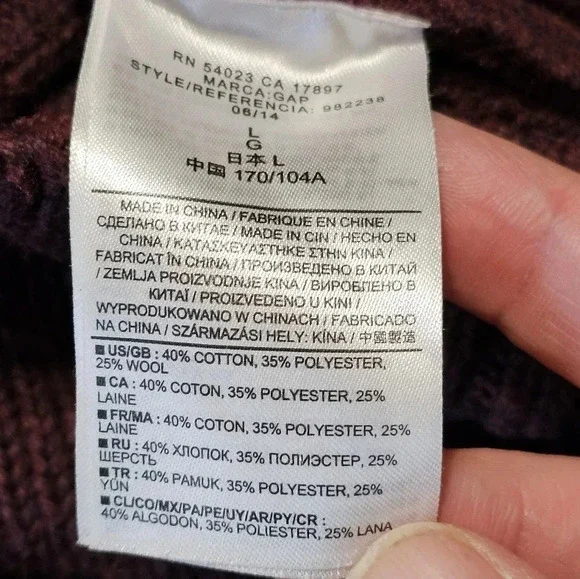 RN 54023 CA 17897
MARCA:GAP
STYLE/REFERENCIA: 982238
08/14
L
G
日本 L
中国 170/104A
MADE IN CHINA / FABRIQUE EN CHINE /
СДЕЛАНО В КИТАЕ / MADE IN CIN / HECHO EN
CHINA / ΚΑΤΑΣΚΕΥΑΣΤΗΚΕ ΣΤΗΝ ΚΙΝΑ /
FABRICAT ÎN CHINA / ПРОИЗВЕДЕНО В КИТАЙ
/ ZEMLJA PROIZVODNJE KINA / ВИРОБЛЕНО В
КИТАЇ / PROIZVEDENO U KINI /
WYPRODUKOWANO W CHINACH / FABRICADO
NA CHINA / SZÁRMAZÁSI HELY: KÍNA / 中國製造
■ US/GB : 40% COTTON, 35% POLYESTER,
25% WOOL
■ CA : 40% COTON, 35% POLYESTER, 25%
LAINE
■ FR/MA : 40% COTON, 35% POLYESTER, 25%
LAINE
■ RU : 40% ХЛОПОК, 35% ПОЛИЭСТЕР, 25%
ШЕРСТЬ
■ TR : 40% PAMUK, 35% POLYESTER, 25%
YÜN
■ CL/CO/MX/PA/PE/UY/AR/PY/CR :
40% ALGODON, 35% POLIESTER, 25% LANA